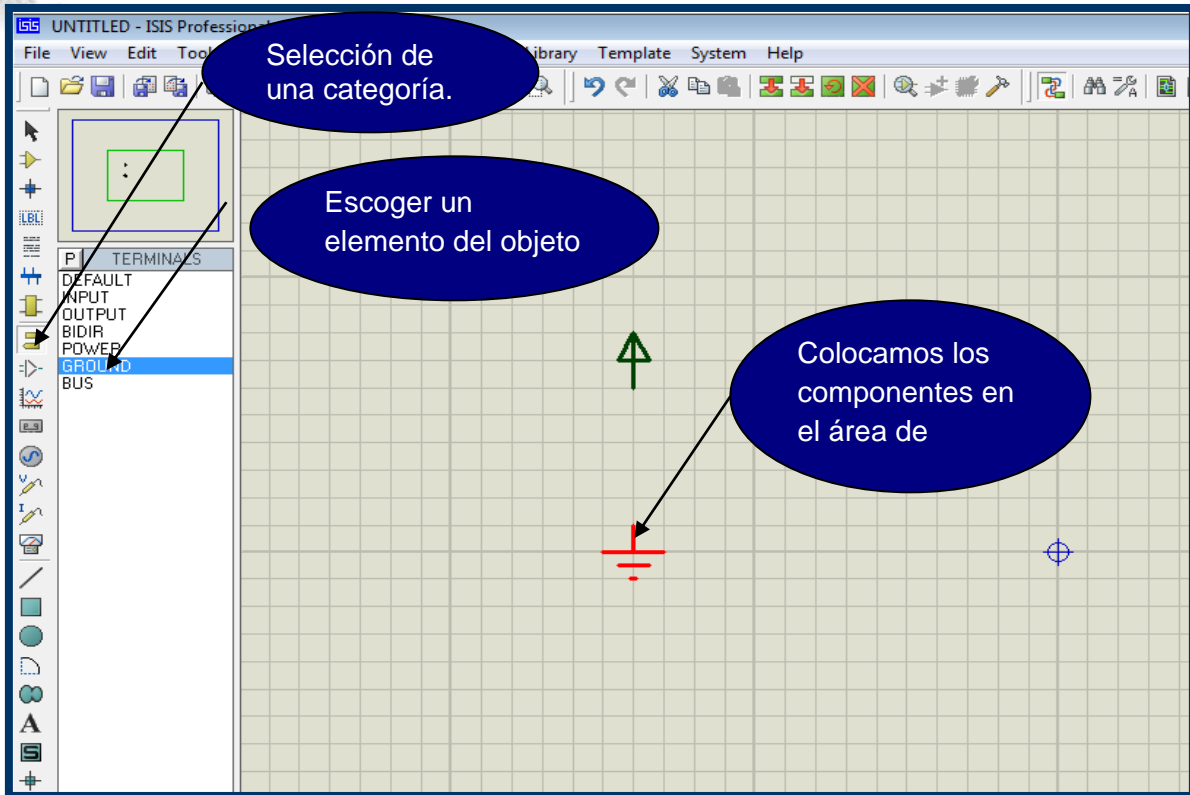 UNTITLED - ISIS Professional
File View Edit Tool Library Template System Help
Selección de
una categoría.
LBL
Escoger un
elemento del objeto
P TERMINALS
DEFAULT
INPUT
OUTPUT
BIDIR
POWER
GROUND
BUS
Colocamos los
componentes en
el área de
V
I
A
S